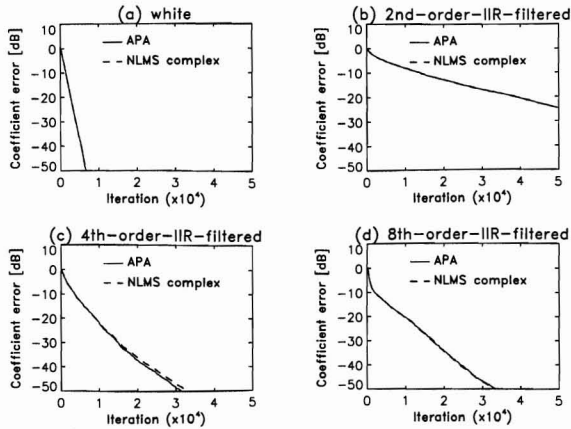 (a) white
Coefficient error [dB]
10
0
−10
−20
−30
−40
−50
APA
NLMS complex
0 1 2 3 4 5
Iteration (x10⁴)
(b) 2nd−order−IIR−filtered
Coefficient error [dB]
10
0
−10
−20
−30
−40
−50
APA
NLMS complex
0 1 2 3 4 5
Iteration (x10⁴)
(c) 4th−order−IIR−filtered
Coefficient error [dB]
10
0
−10
−20
−30
−40
−50
APA
NLMS complex
0 1 2 3 4 5
Iteration (x10⁴)
(d) 8th−order−IIR−filtered
Coefficient error [dB]
10
0
−10
−20
−30
−40
−50
APA
NLMS complex
0 1 2 3 4 5
Iteration (x10⁴)